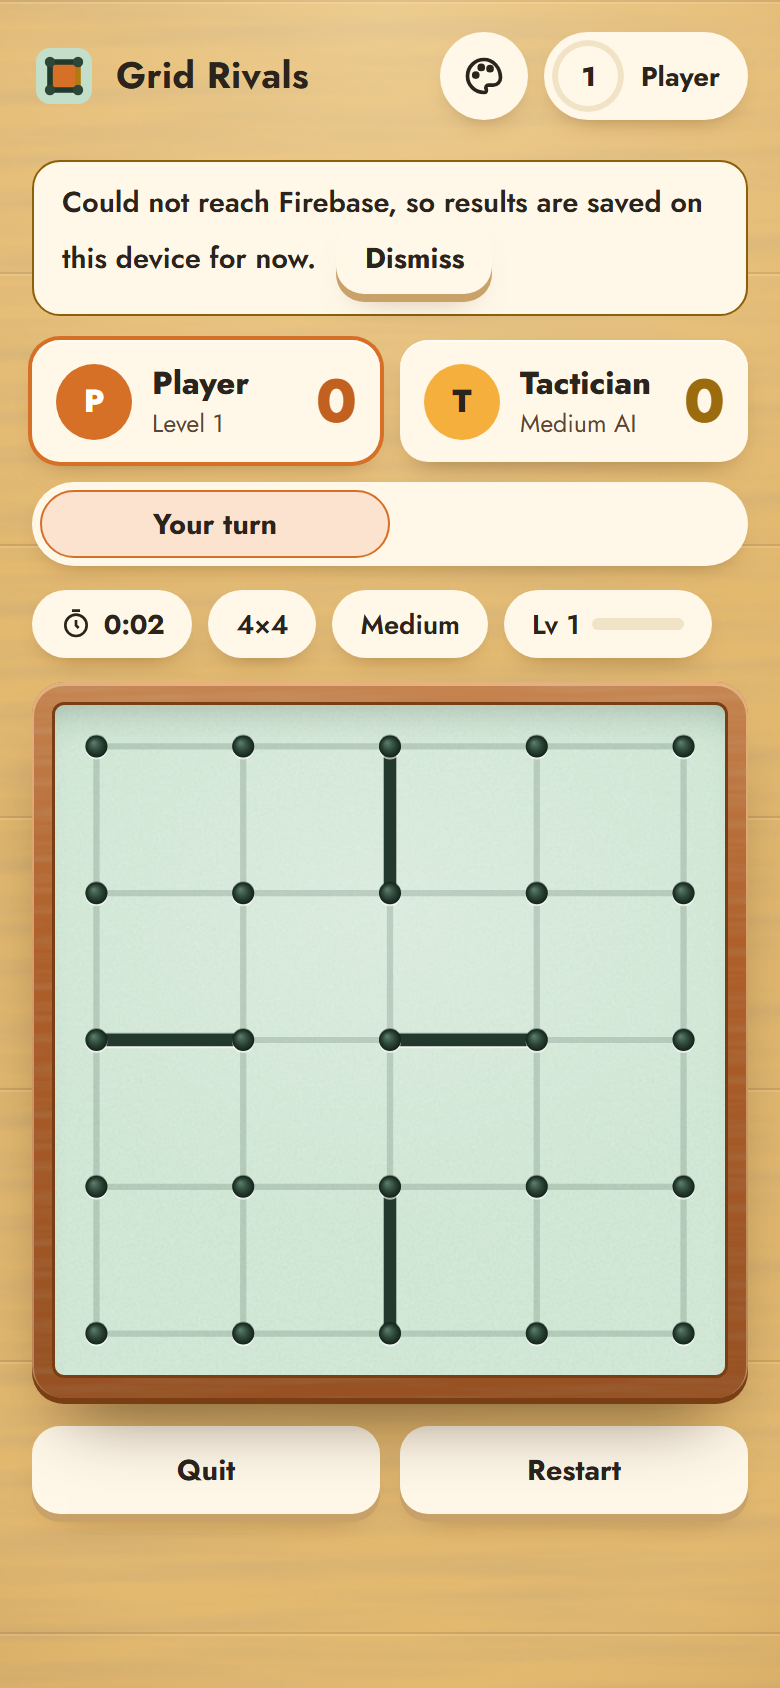 Grid Rivals
1 Player
Could not reach Firebase, so results are saved on
this device for now. Dismiss
P Player 0
Level 1
T Tactician 0
Medium AI
Your turn
0:02 4×4 Medium Lv 1
Quit Restart